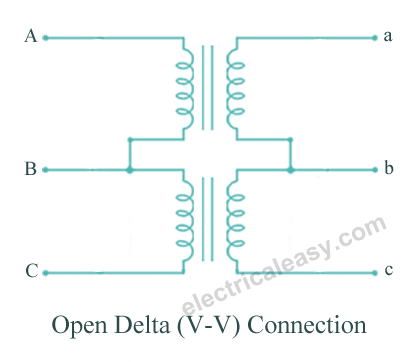 A a
B b
C c
electricaleasy.com
Open Delta (V-V) Connection